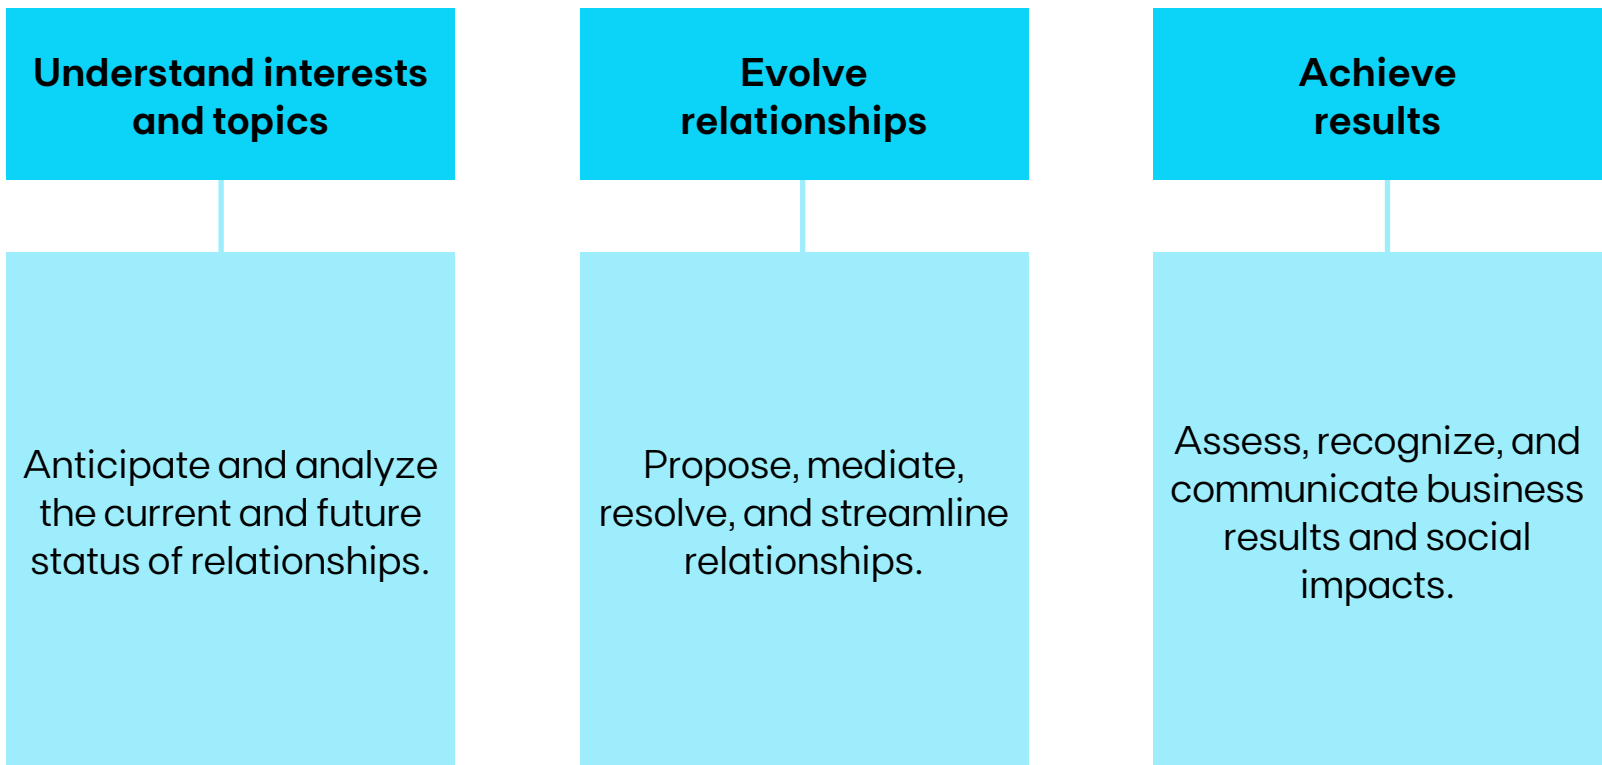 Understand interests
and topics
Anticipate and analyze
the current and future
status of relationships.
Evolve
relationships
Propose, mediate,
resolve, and streamline
relationships.
Achieve
results
Assess, recognize, and
communicate business
results and social
impacts.